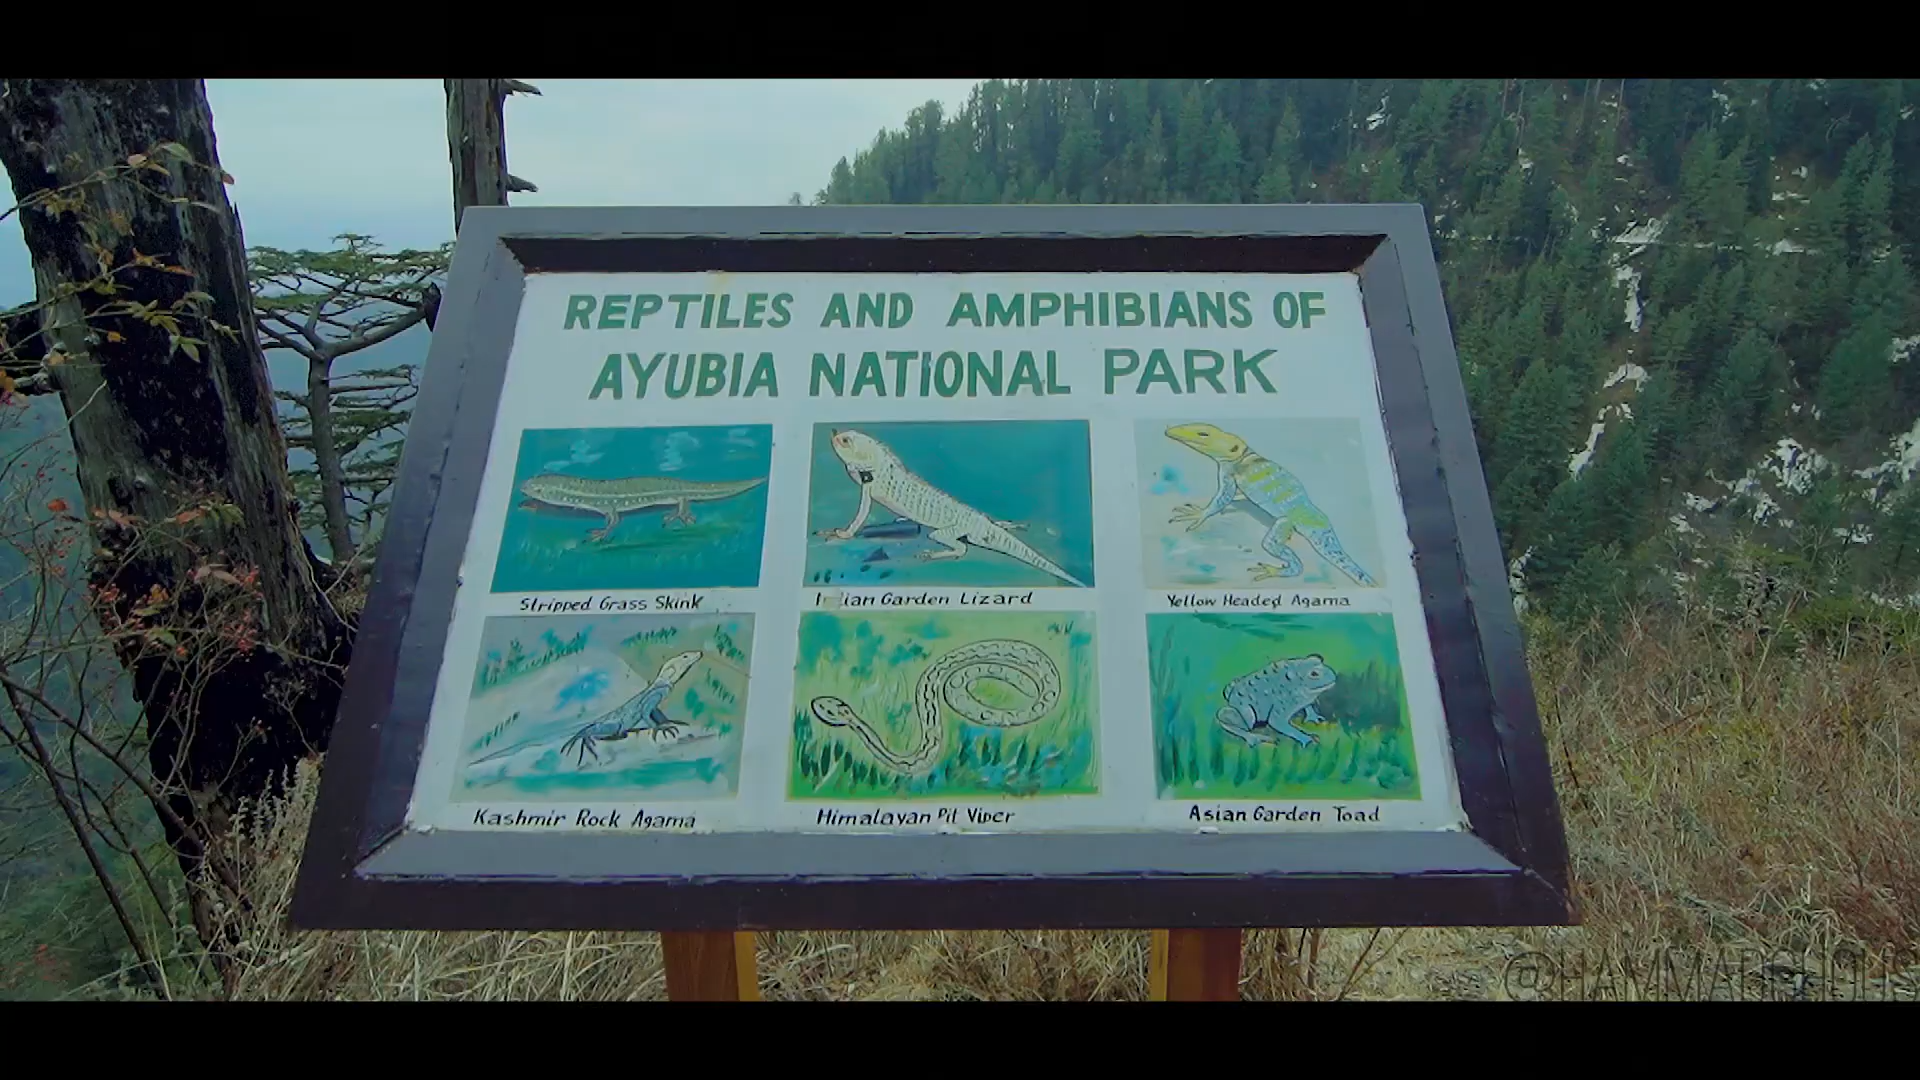 REPTILES AND AMPHIBIANS OF
AYUBIA NATIONAL PARK
Stripped Grass Skink
Garden Lizard
Yellow Headed Agama
Kashmir Rock Agama
Himalayan Pit Viper
Asian Garden Toad